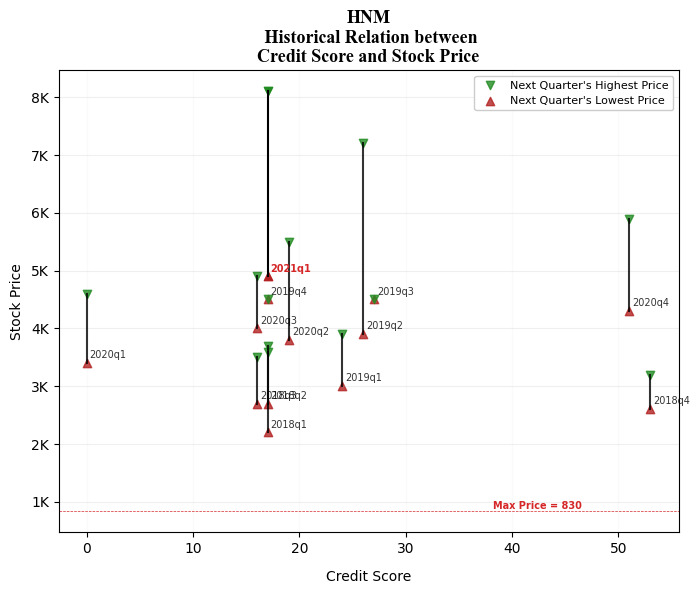 HNM
Historical Relation between
Credit Score and Stock Price
Next Quarter's Highest Price
Next Quarter's Lowest Price
8K
7K
6K
5K
4K
3K
2K
1K
Stock Price
2021q1
2019q4
2019q3
2020q4
2020q3
2019q2
2020q2
2020q1
2019q1
2018q3
2018q2
2018q4
2018q1
Max Price = 830
0
10
20
30
40
50
Credit Score